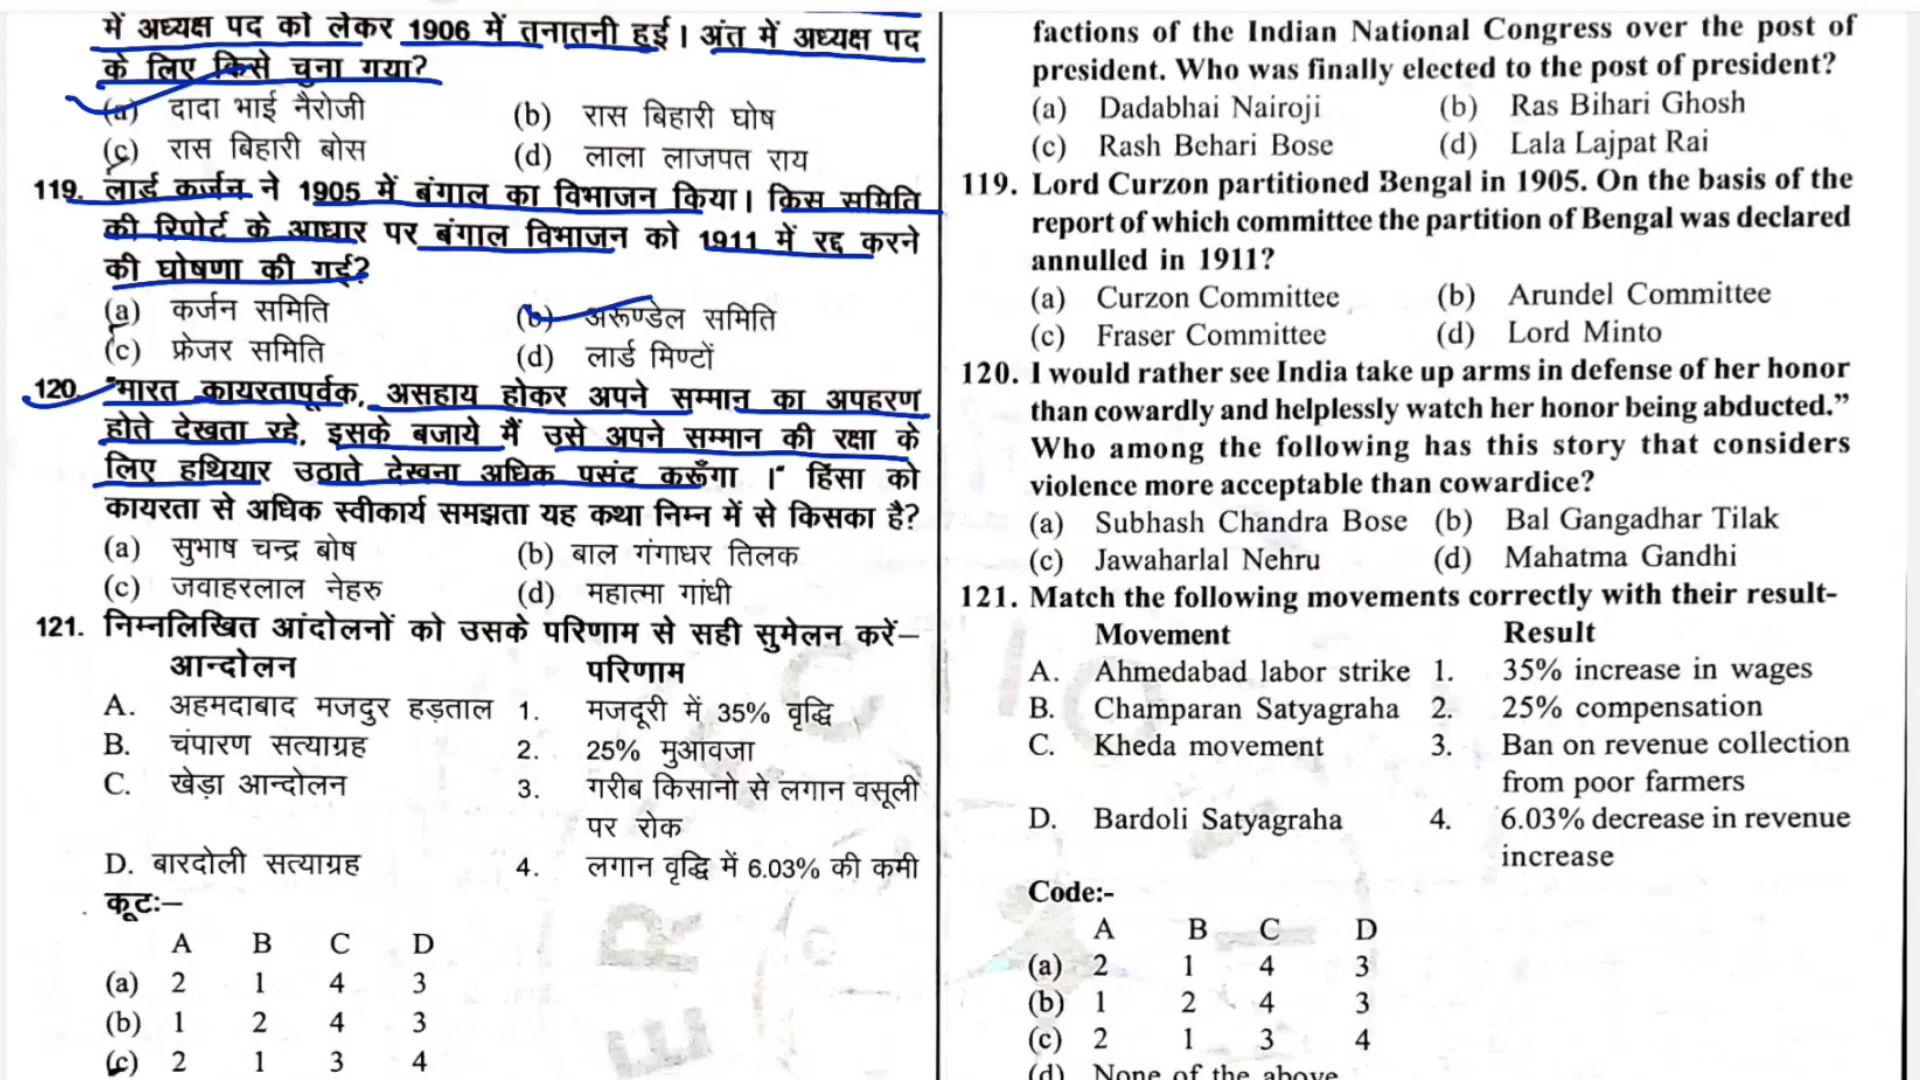 में अध्यक्ष पद को लेकर 1906 में तनातनी हुई। अंत में अध्यक्ष पद
के लिए किसे चुना गया?
(a) दादा भाई नैरोजी (b) रास बिहारी घोष
(c) रास बिहारी बोस (d) लाला लाजपत राय
119. लार्ड कर्जन ने 1905 में बंगाल का विभाजन किया। किस समिति
की रिपोर्ट के आधार पर बंगाल विभाजन को 1911 में रद्द करने
की घोषणा की गई?
(a) कर्जन समिति (b) अरूण्डेल समिति
(c) फ्रेजर समिति (d) लार्ड मिण्टों
120. "भारत कायरतापूर्वक, असहाय होकर अपने सम्मान का अपहरण
होते देखता रहे, इसके बजाये मैं उसे अपने सम्मान की रक्षा के
लिए हथियार उठाते देखना अधिक पसंद करूँगा ।" हिंसा को
कायरता से अधिक स्वीकार्य समझता यह कथा निम्न में से किसका है?
(a) सुभाष चन्द्र बोष (b) बाल गंगाधर तिलक
(c) जवाहरलाल नेहरु (d) महात्मा गांधी
121. निम्नलिखित आंदोलनों को उसके परिणाम से सही सुमेलन करें–
आन्दोलन परिणाम
A. अहमदाबाद मजदुर हड़ताल 1. मजदूरी में 35% वृद्धि
B. चंपारण सत्याग्रह 2. 25% मुआवजा
C. खेड़ा आन्दोलन 3. गरीब किसानो से लगान वसूली
पर रोक
D. बारदोली सत्याग्रह 4. लगान वृद्धि में 6.03% की कमी
कूटः–
A B C D
(a) 2 1 4 3
(b) 1 2 4 3
(c) 2 1 3 4
factions of the Indian National Congress over the post of
president. Who was finally elected to the post of president?
(a) Dadabhai Nairoji (b) Ras Bihari Ghosh
(c) Rash Behari Bose (d) Lala Lajpat Rai
119. Lord Curzon partitioned Bengal in 1905. On the basis of the
report of which committee the partition of Bengal was declared
annulled in 1911?
(a) Curzon Committee (b) Arundel Committee
(c) Fraser Committee (d) Lord Minto
120. I would rather see India take up arms in defense of her honor
than cowardly and helplessly watch her honor being abducted.”
Who among the following has this story that considers
violence more acceptable than cowardice?
(a) Subhash Chandra Bose (b) Bal Gangadhar Tilak
(c) Jawaharlal Nehru (d) Mahatma Gandhi
121. Match the following movements correctly with their result-
Movement Result
A. Ahmedabad labor strike 1. 35% increase in wages
B. Champaran Satyagraha 2. 25% compensation
C. Kheda movement 3. Ban on revenue collection
from poor farmers
D. Bardoli Satyagraha 4. 6.03% decrease in revenue
increase
Code:-
A B C D
(a) 2 1 4 3
(b) 1 2 4 3
(c) 2 1 3 4
(d) None of the above